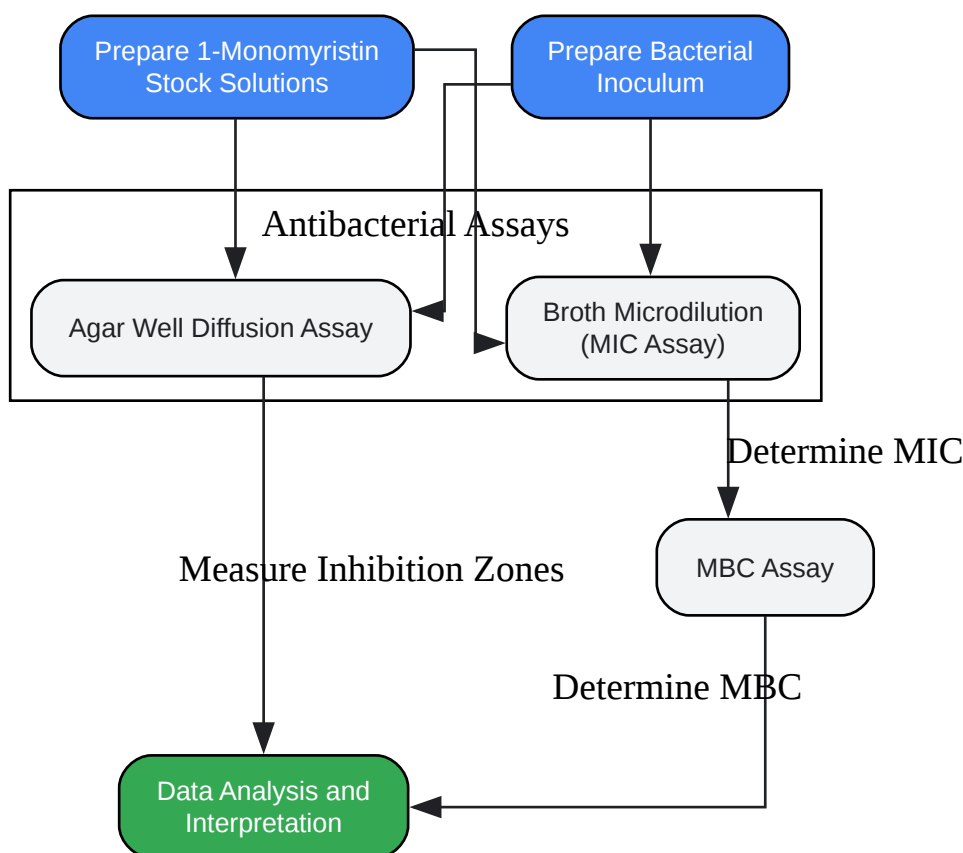 Prepare 1-Monomyristin
Stock Solutions
Prepare Bacterial
Inoculum
Antibacterial Assays
Agar Well Diffusion Assay
Broth Microdilution
(MIC Assay)
Determine MIC
Measure Inhibition Zones
MBC Assay
Determine MBC
Data Analysis and
Interpretation